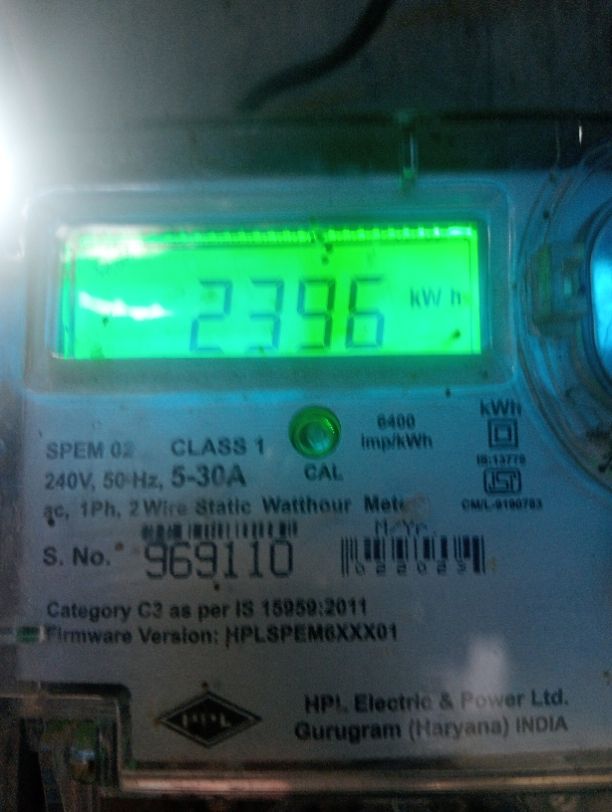 2396 kW h
6400
imp/kWh
kWh
SPEM 02 CLASS 1
CAL
IS:13779
240V, 50 Hz, 5-30A
ac, 1Ph, 2 Wire Static Watthour Meter
CM/L-9190783
M/Yr.
S. No. 969110
022023
Category C3 as per IS 15959:2011
Firmware Version: HPLSPEM6XXX01
HPL
HPL Electric & Power Ltd.
Gurugram (Haryana) INDIA